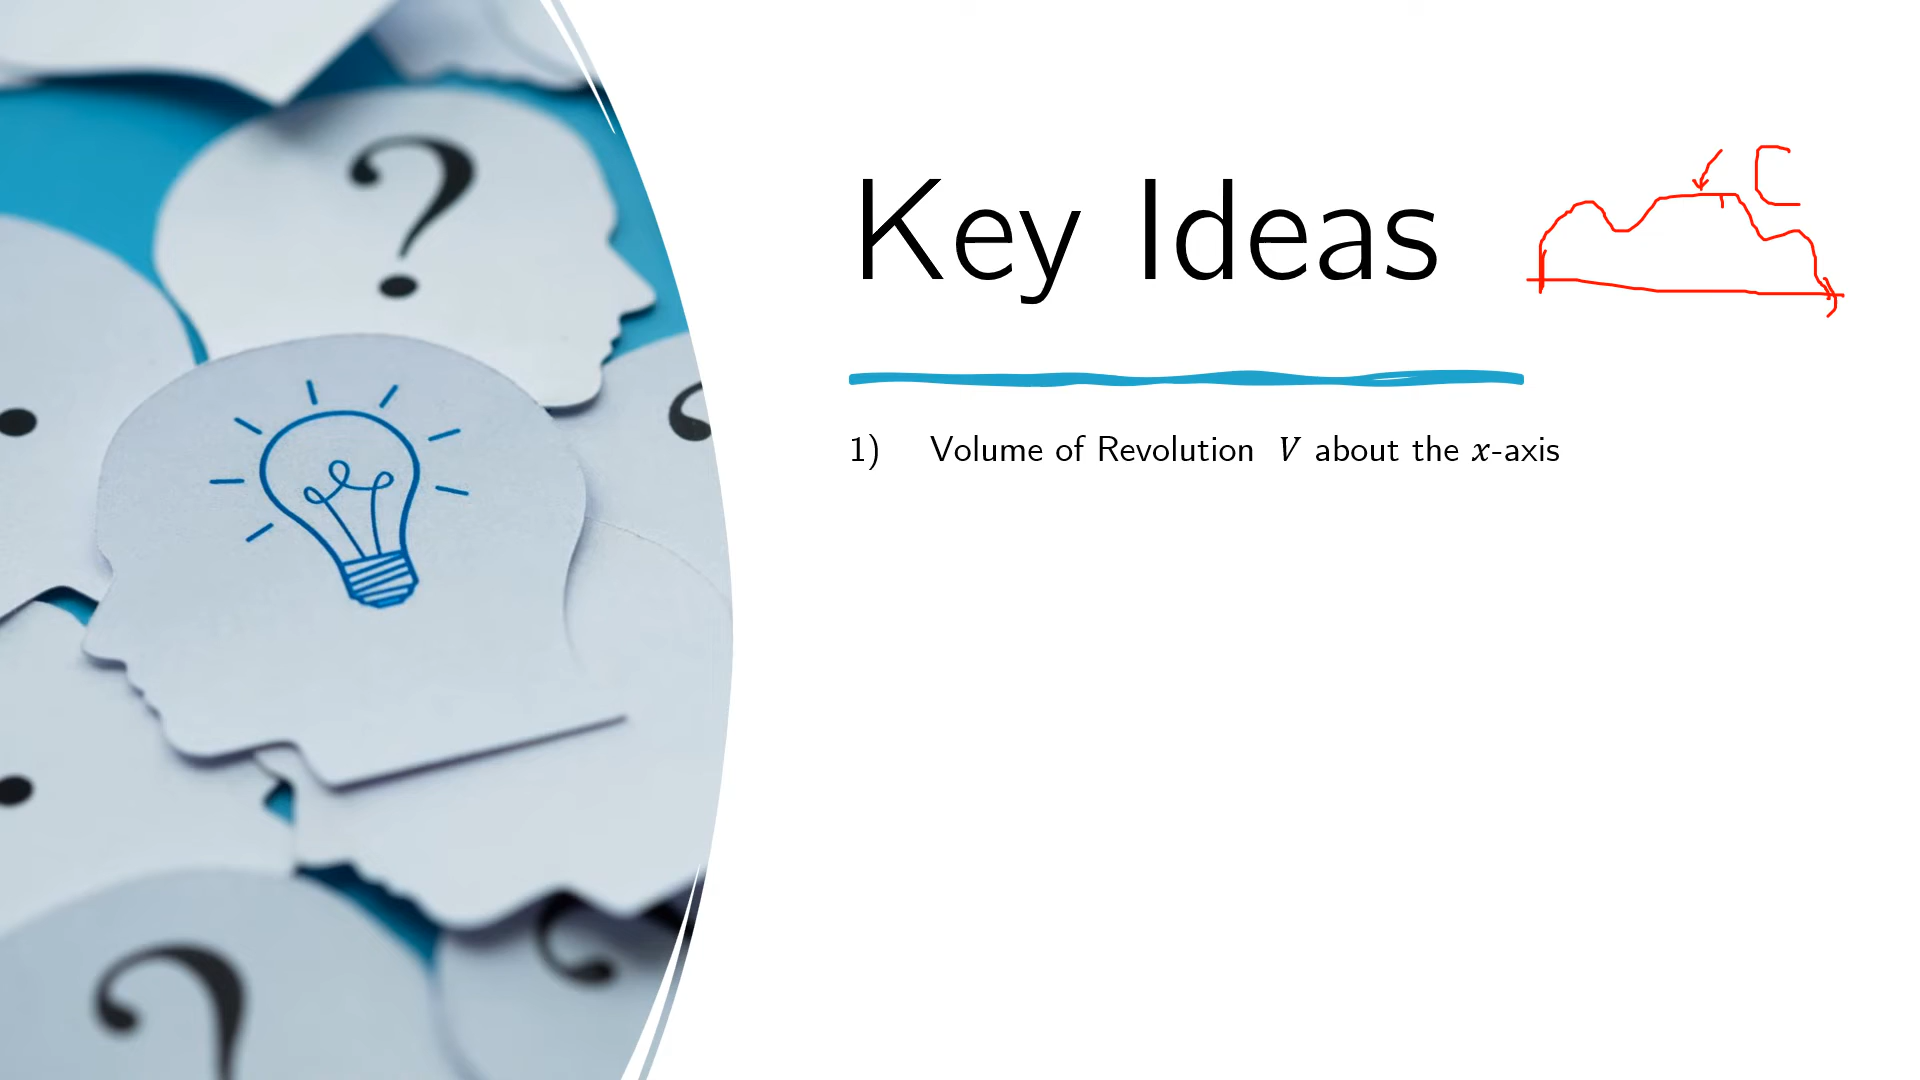 Key Ideas
C
1) Volume of Revolution V about the x-axis
?
?